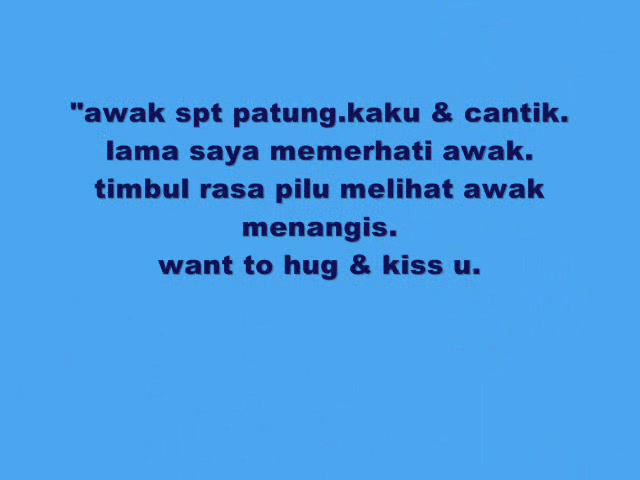 "awak spt patung.kaku & cantik.
lama saya memerhati awak.
timbul rasa pilu melihat awak
menangis.
want to hug & kiss u.